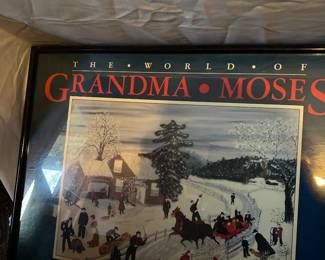 THE • WORLD • OF
GRANDMA • MOSES